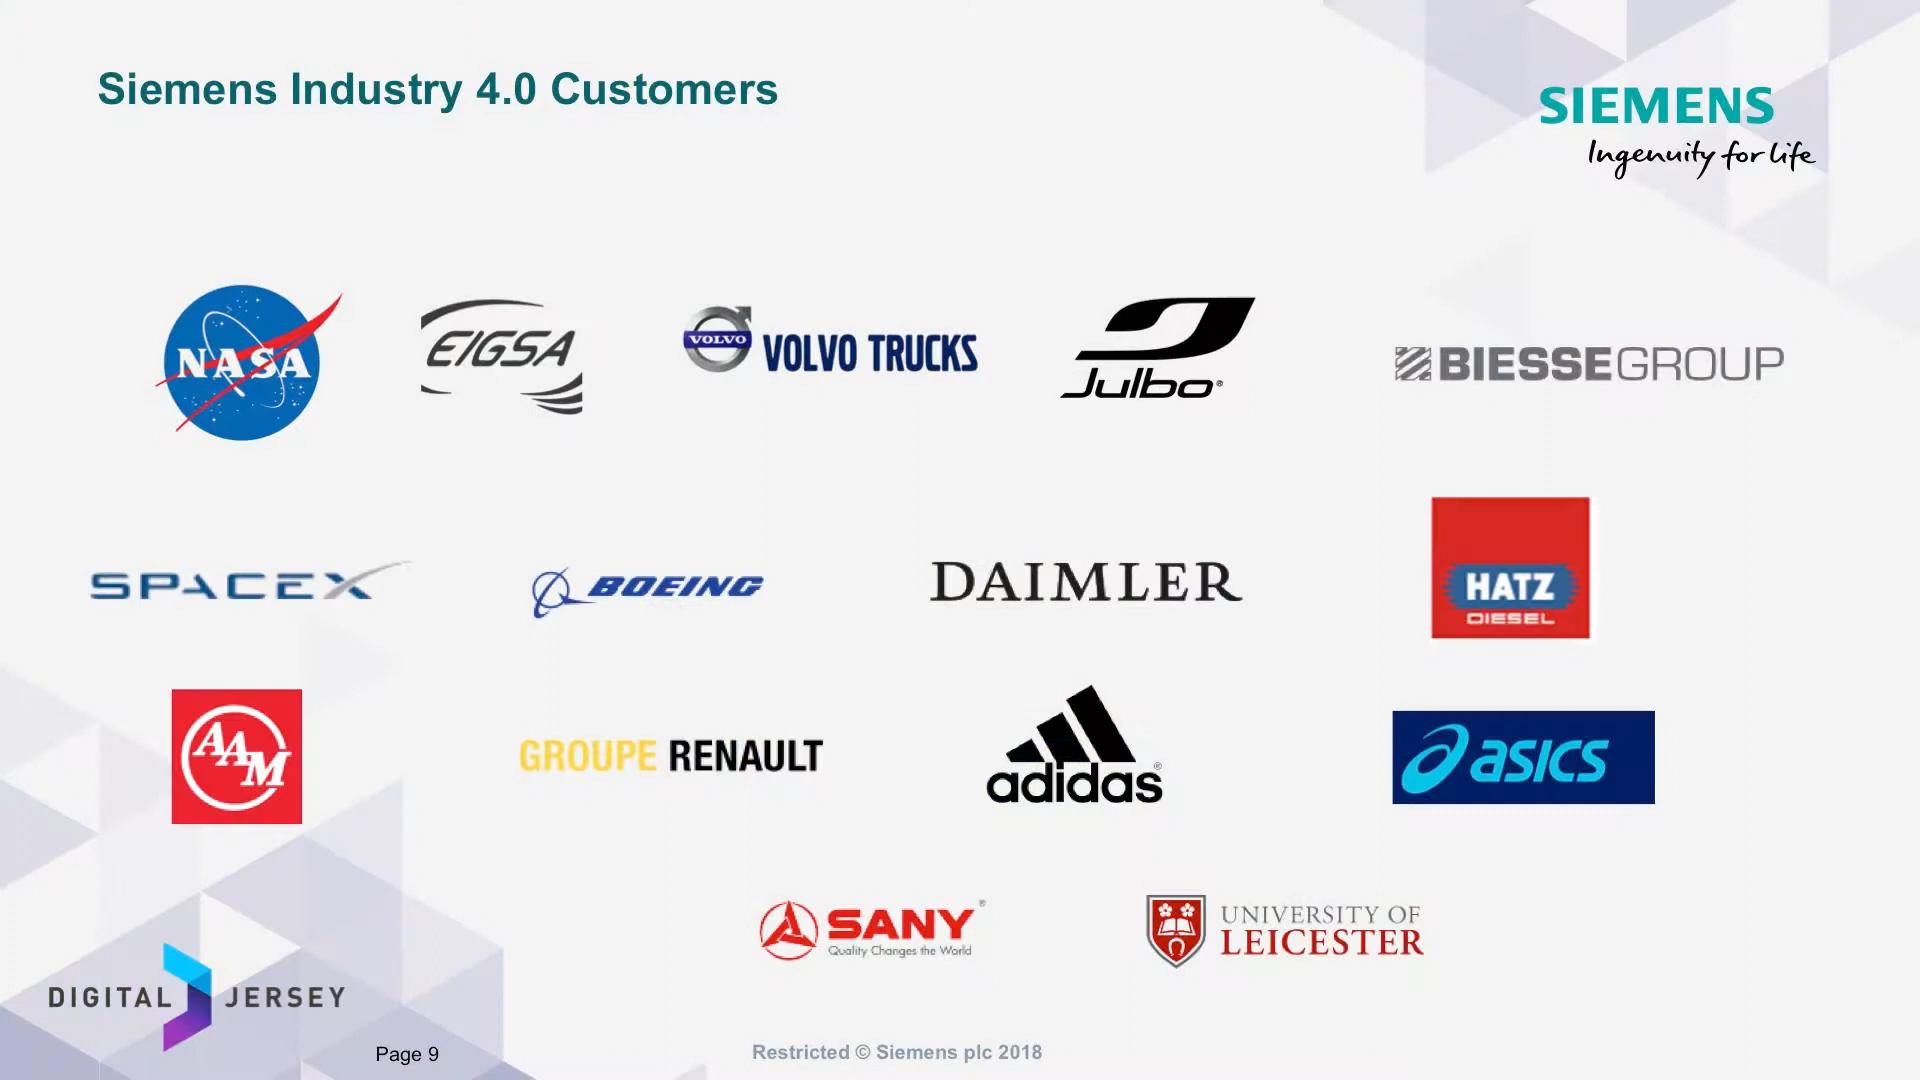 Siemens Industry 4.0 Customers
SIEMENS
Ingenuity for life
NASA
EIGSA
VOLVO
VOLVO TRUCKS
Julbo®
BIESSEGROUP
SPACEX
BOEING
DAIMLER
HATZ
DIESEL
AAM
GROUPE RENAULT
adidas®
asics
SANY®
Quality Changes the World
UNIVERSITY OF
LEICESTER
DIGITAL JERSEY
Page 9
Restricted © Siemens plc 2018